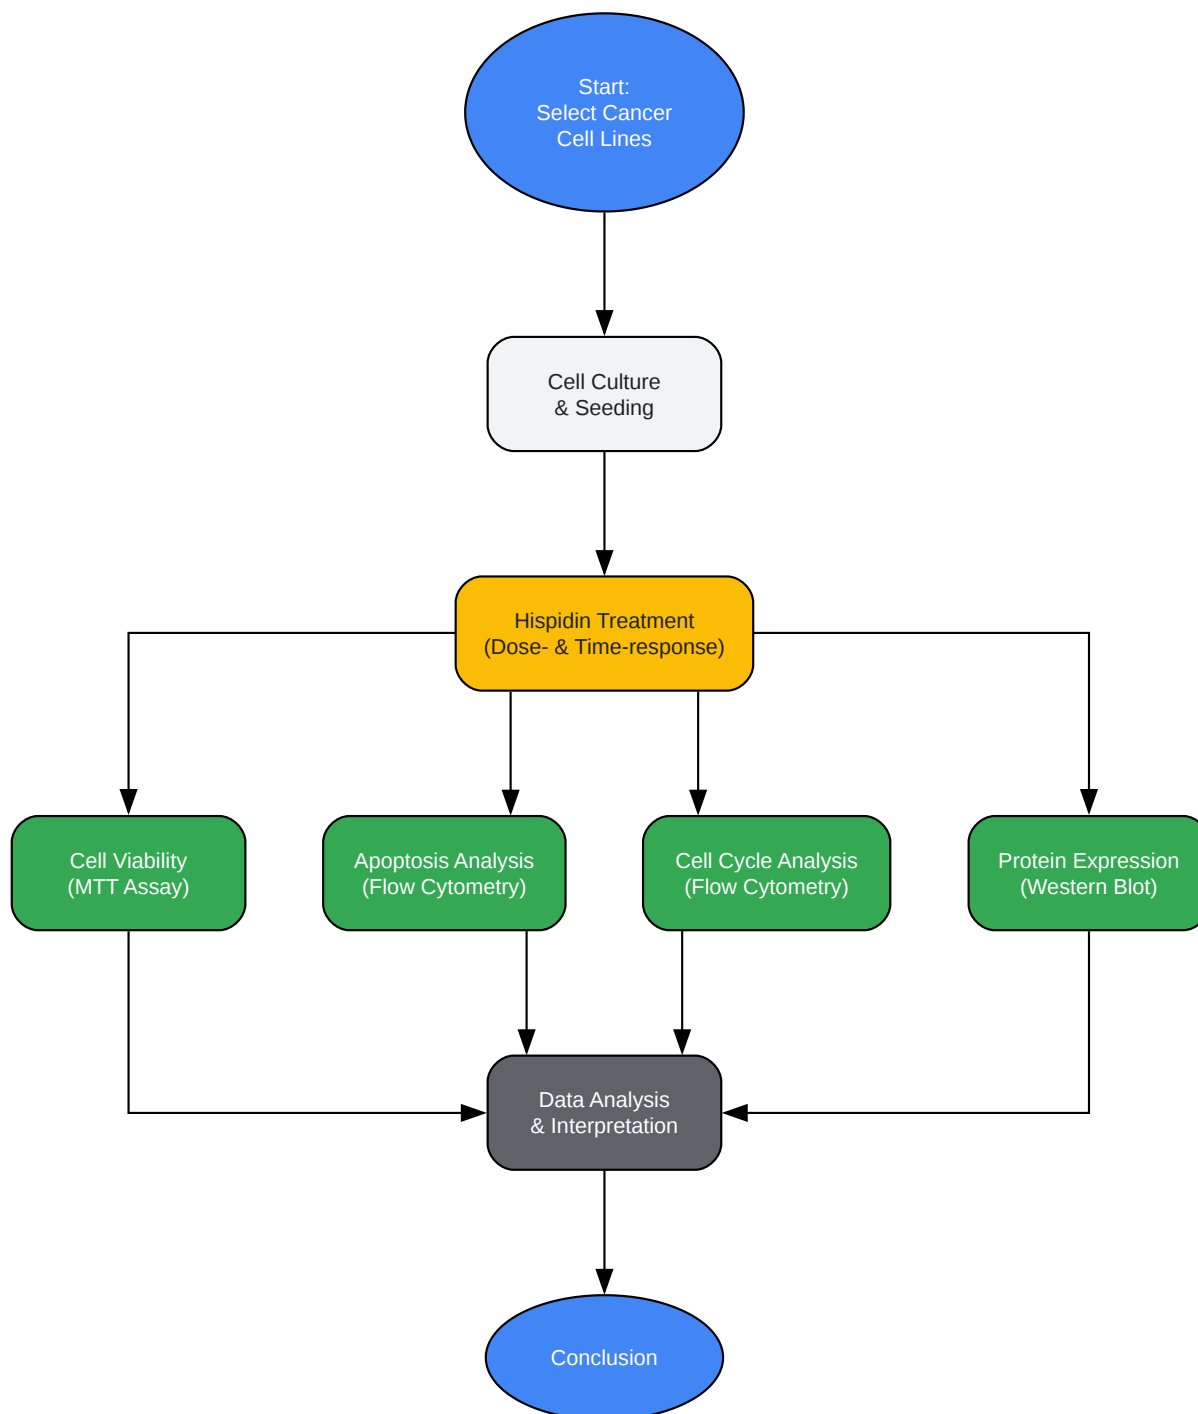 Start:
Select Cancer
Cell Lines
Cell Culture
& Seeding
Hispidin Treatment
(Dose- & Time-response)
Cell Viability
(MTT Assay)
Apoptosis Analysis
(Flow Cytometry)
Cell Cycle Analysis
(Flow Cytometry)
Protein Expression
(Western Blot)
Data Analysis
& Interpretation
Conclusion